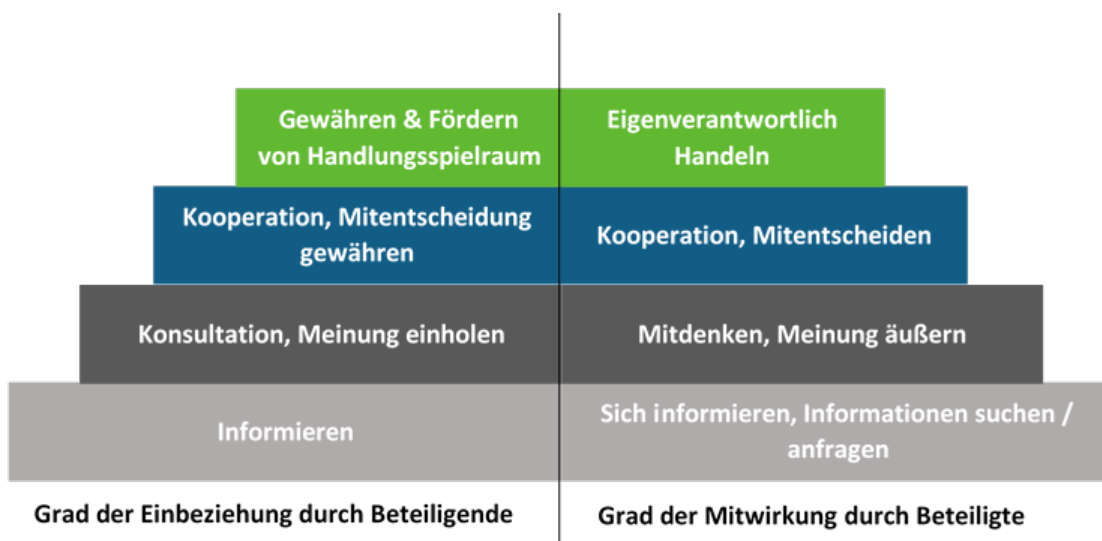 Gewähren & Fördern
von Handlungsspielraum
Eigenverantwortlich
Handeln
Kooperation, Mitentscheidung
gewähren
Kooperation, Mitentscheiden
Konsultation, Meinung einholen
Mitdenken, Meinung äußern
Informieren
Sich informieren, Informationen suchen /
anfragen
Grad der Einbeziehung durch Beteiligende
Grad der Mitwirkung durch Beteiligte